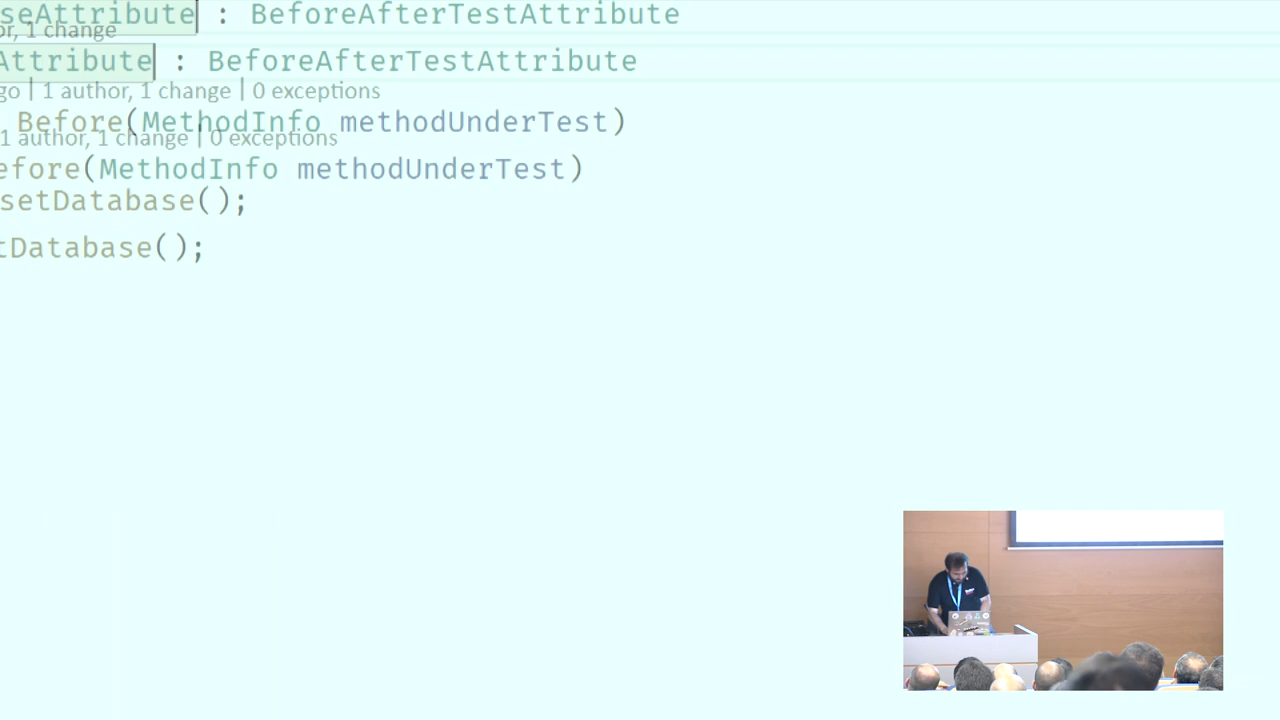 seAttribute : BeforeAfterTestAttribute
or, 1 change
Attribute : BeforeAfterTestAttribute
go | 1 author, 1 change | 0 exceptions
Before(MethodInfo methodUnderTest)
1 author, 1 change | 0 exceptions
efore(MethodInfo methodUnderTest)
setDatabase();
tDatabase();